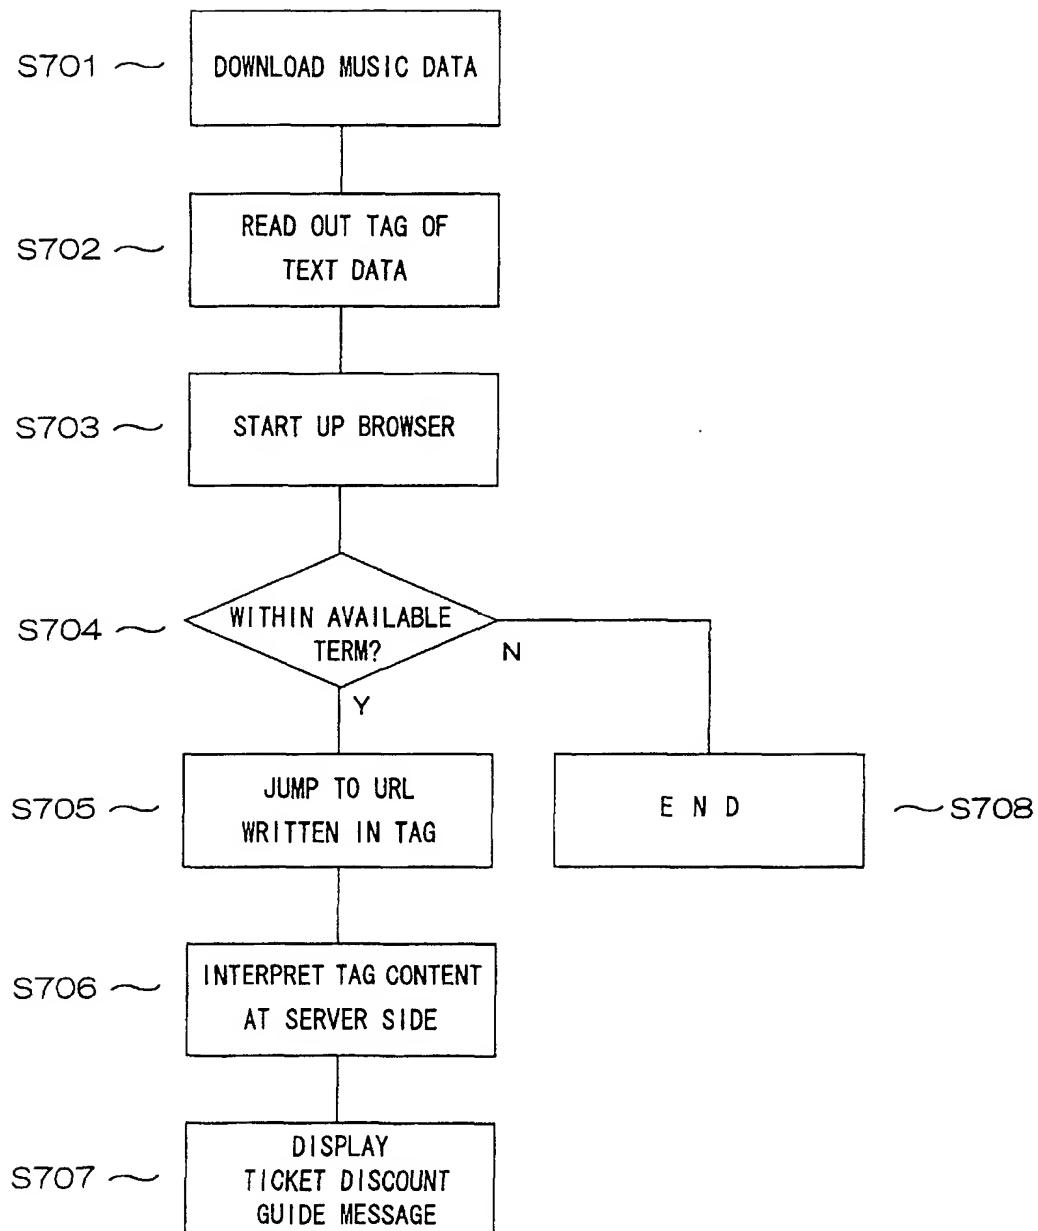 S701
DOWNLOAD MUSIC DATA
S702
READ OUT TAG OF
TEXT DATA
S703
START UP BROWSER
S704
WITHIN AVAILABLE
TERM?
N
Y
S705
JUMP TO URL
WRITTEN IN TAG
E N D
S708
S706
INTERPRET TAG CONTENT
AT SERVER SIDE
S707
DISPLAY
TICKET DISCOUNT
GUIDE MESSAGE